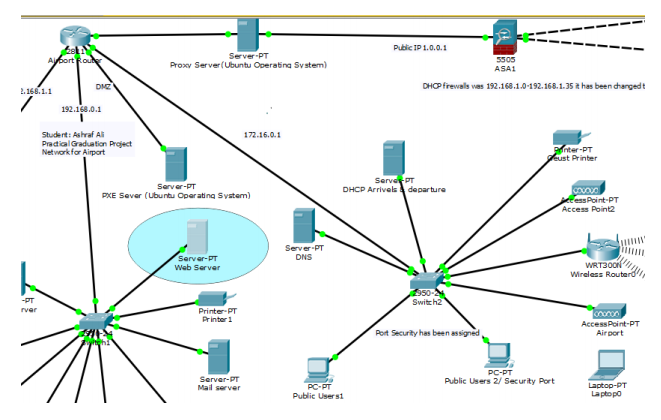 Airport Router
Server-PT
Proxy Server(Ubuntu Operating System)
Public IP 1.0.0.1
5505
ASA1
DHCP firewalls was 192.168.1.0-192.168.1.35 it has been changed t
2.168.1.1
DMZ
192.168.0.1
172.16.0.1
Student: Ashraf Ali
Practical Graduation Project
Network for Airport
Server-PT
PXE Sever (Ubuntu Operating System)
Server-PT
DHCP Arrivals & departure
Printer-PT
Geust Printer
AccessPoint-PT
Access Point2
Server-PT
Web Server
Server-PT
DNS
WRT300N
Wireless Router0
2950-24
Switch2
-PT
rver
Printer-PT
Printer1
Switch1
AccessPoint-PT
Airport
Port Security has been assigned
Server-PT
Mail server
PC-PT
Public Users1
PC-PT
Public Users 2/ Security Port
Laptop-PT
Laptop0